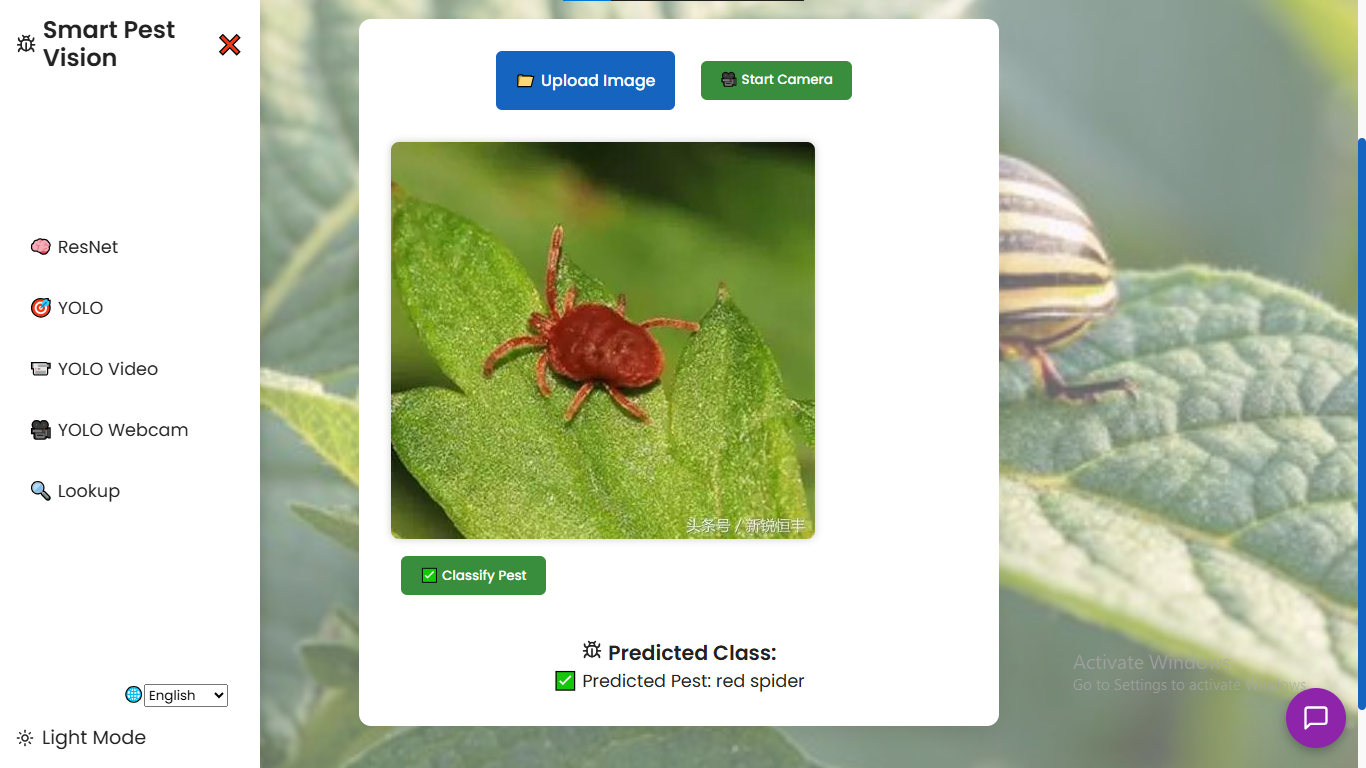 Smart Pest
Vision
ResNet
YOLO
YOLO Video
YOLO Webcam
Lookup
English
Light Mode
Upload Image
Start Camera
头条号 / 新锐恒丰
Classify Pest
Predicted Class:
Predicted Pest: red spider
Activate Windows
Go to Settings to activate Windows.